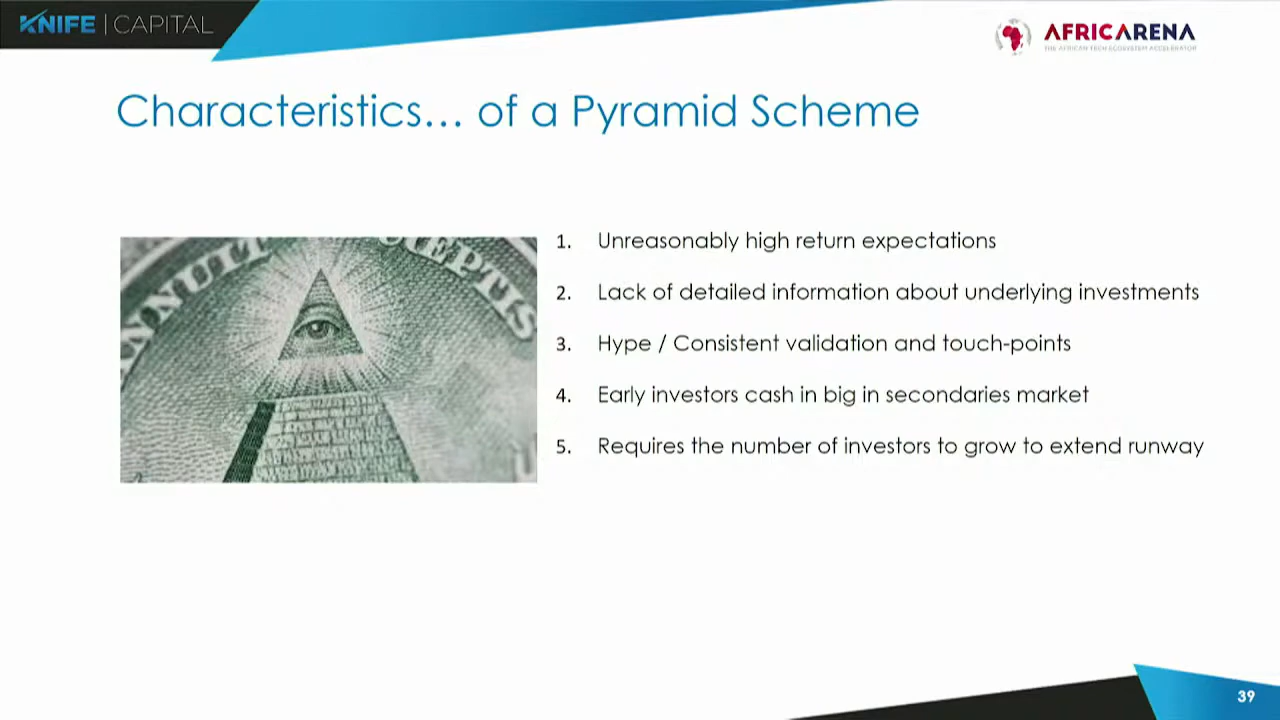 KNIFE | CAPITAL
AFRICARENA
THE AFRICAN TECH ECOSYSTEM ACCELERATOR
Characteristics... of a Pyramid Scheme
ANNUIT CŒPTIS
1. Unreasonably high return expectations
2. Lack of detailed information about underlying investments
3. Hype / Consistent validation and touch-points
4. Early investors cash in big in secondaries market
5. Requires the number of investors to grow to extend runway
39